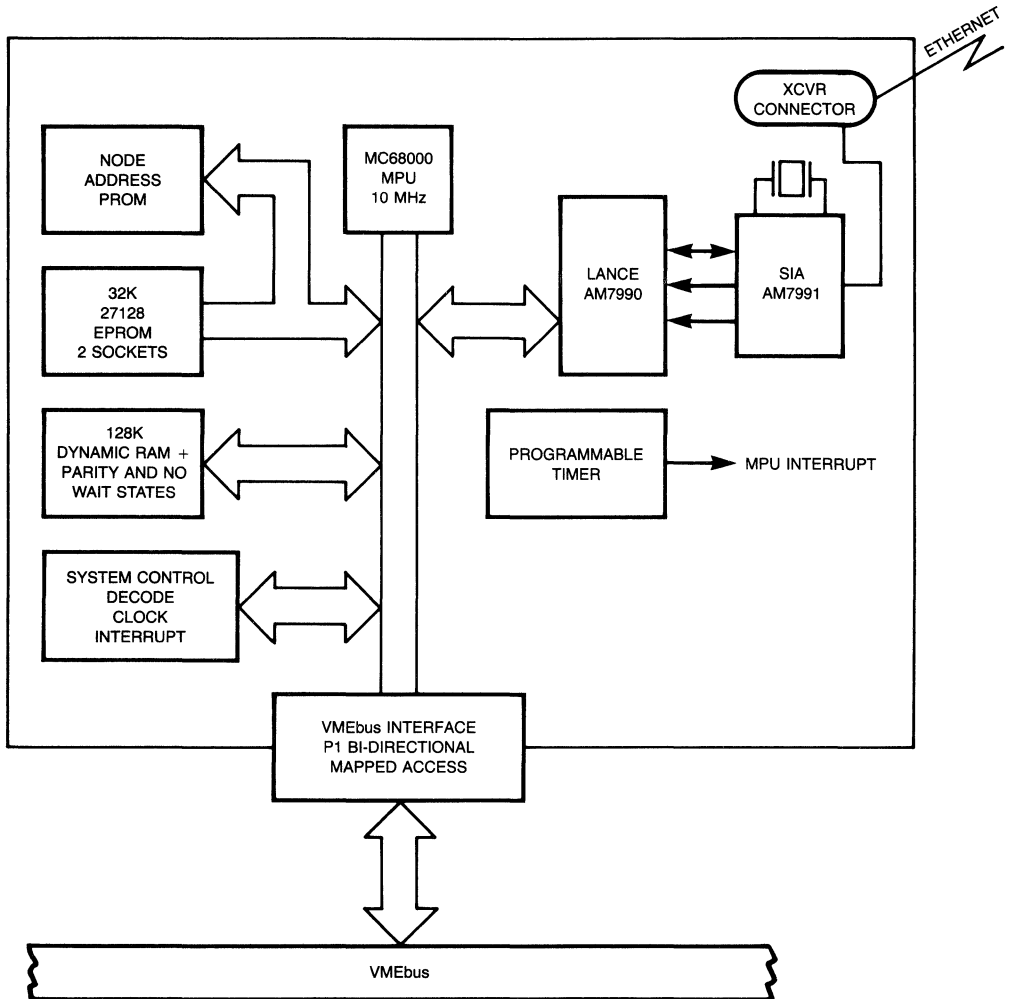 ETHERNET
XCVR
CONNECTOR
NODE
ADDRESS
PROM
MC68000
MPU
10 MHz
LANCE
AM7990
SIA
AM7991
32K
27128
EPROM
2 SOCKETS
128K
DYNAMIC RAM +
PARITY AND NO
WAIT STATES
PROGRAMMABLE
TIMER
MPU INTERRUPT
SYSTEM CONTROL
DECODE
CLOCK
INTERRUPT
VMEbus INTERFACE
P1 BI-DIRECTIONAL
MAPPED ACCESS
VMEbus